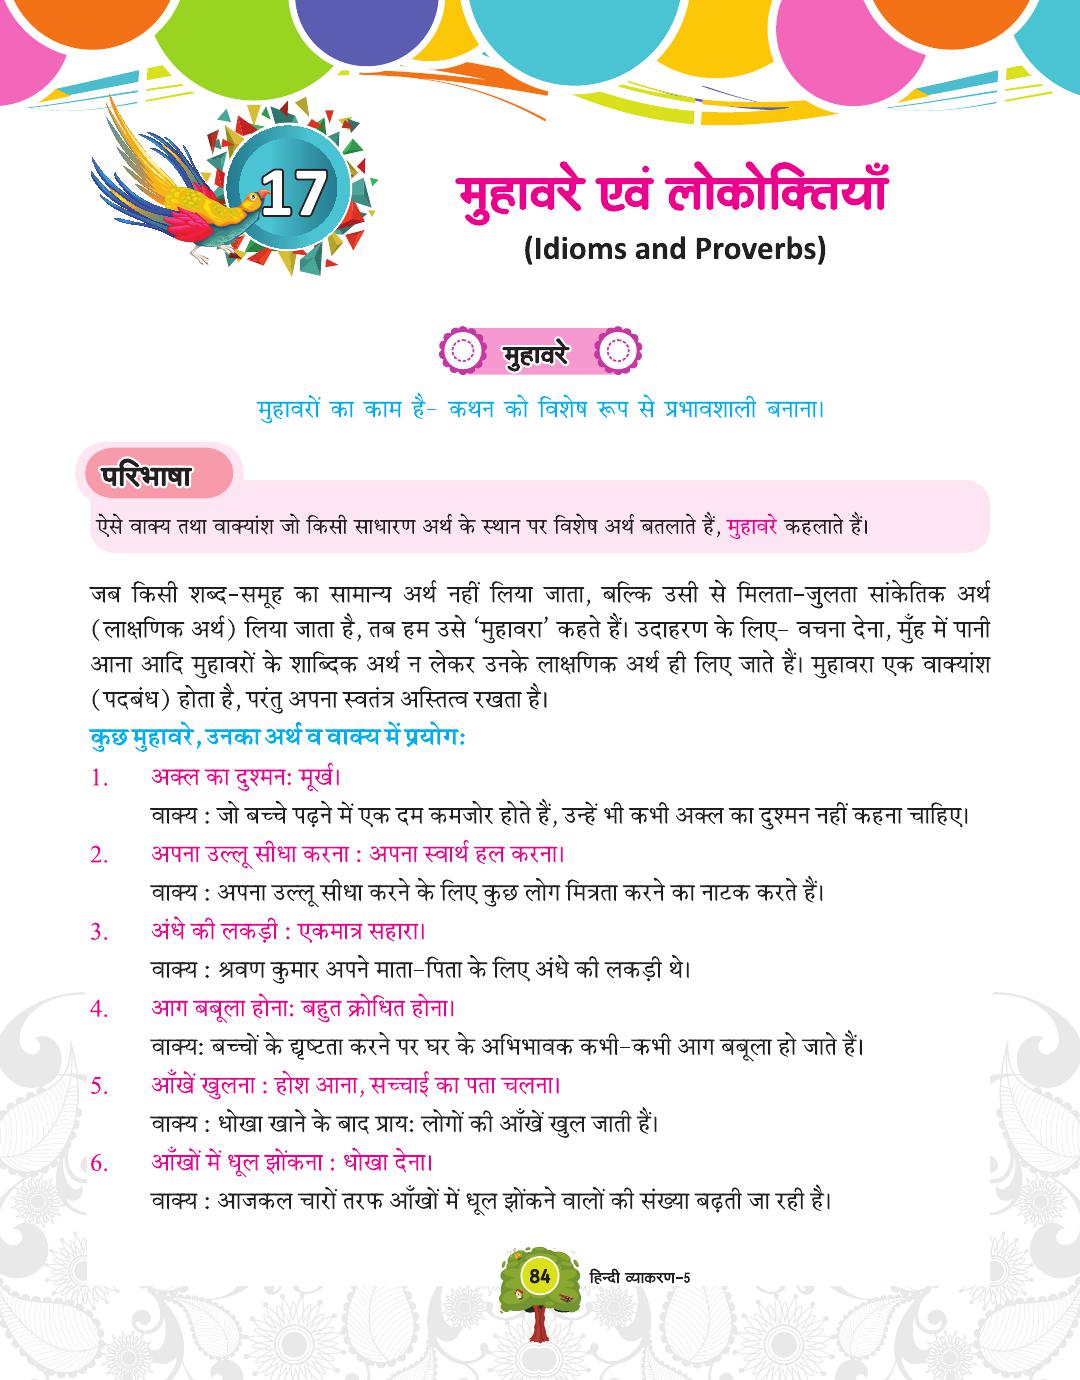 17
मुहावरे एवं लोकोक्तियाँ
(Idioms and Proverbs)
मुहावरे
मुहावरों का काम है- कथन को विशेष रूप से प्रभावशाली बनाना।
परिभाषा
ऐसे वाक्य तथा वाक्यांश जो किसी साधारण अर्थ के स्थान पर विशेष अर्थ बतलाते हैं, मुहावरे कहलाते हैं।
जब किसी शब्द-समूह का सामान्य अर्थ नहीं लिया जाता, बल्कि उसी से मिलता-जुलता सांकेतिक अर्थ
(लाक्षणिक अर्थ) लिया जाता है, तब हम उसे ‘मुहावरा’ कहते हैं। उदाहरण के लिए- वचना देना, मुँह में पानी
आना आदि मुहावरों के शाब्दिक अर्थ न लेकर उनके लाक्षणिक अर्थ ही लिए जाते हैं। मुहावरा एक वाक्यांश
(पदबंध) होता है, परंतु अपना स्वतंत्र अस्तित्व रखता है।
कुछ मुहावरे, उनका अर्थ व वाक्य में प्रयोग:
1. अक्ल का दुश्मन: मूर्ख।
वाक्य : जो बच्चे पढ़ने में एक दम कमजोर होते हैं, उन्हें भी कभी अक्ल का दुश्मन नहीं कहना चाहिए।
2. अपना उल्लू सीधा करना : अपना स्वार्थ हल करना।
वाक्य : अपना उल्लू सीधा करने के लिए कुछ लोग मित्रता करने का नाटक करते हैं।
3. अंधे की लकड़ी : एकमात्र सहारा।
वाक्य : श्रवण कुमार अपने माता-पिता के लिए अंधे की लकड़ी थे।
4. आग बबूला होना: बहुत क्रोधित होना।
वाक्य: बच्चों के द्यृष्टता करने पर घर के अभिभावक कभी-कभी आग बबूला हो जाते हैं।
5. आँखें खुलना : होश आना, सच्चाई का पता चलना।
वाक्य : धोखा खाने के बाद प्राय: लोगों की आँखें खुल जाती हैं।
6. आँखों में धूल झोंकना : धोखा देना।
वाक्य : आजकल चारों तरफ आँखों में धूल झोंकने वालों की संख्या बढ़ती जा रही है।
84 हिन्दी व्याकरण-5